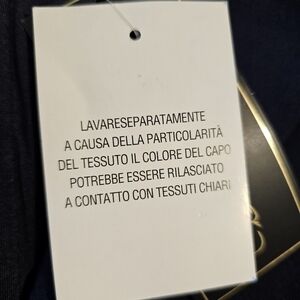 LAVARESEPARATAMENTE
A CAUSA DELLA PARTICOLARITÀ
DEL TESSUTO IL COLORE DEL CAPO
POTREBBE ESSERE RILASCIATO
A CONTATTO CON TESSUTI CHIARI